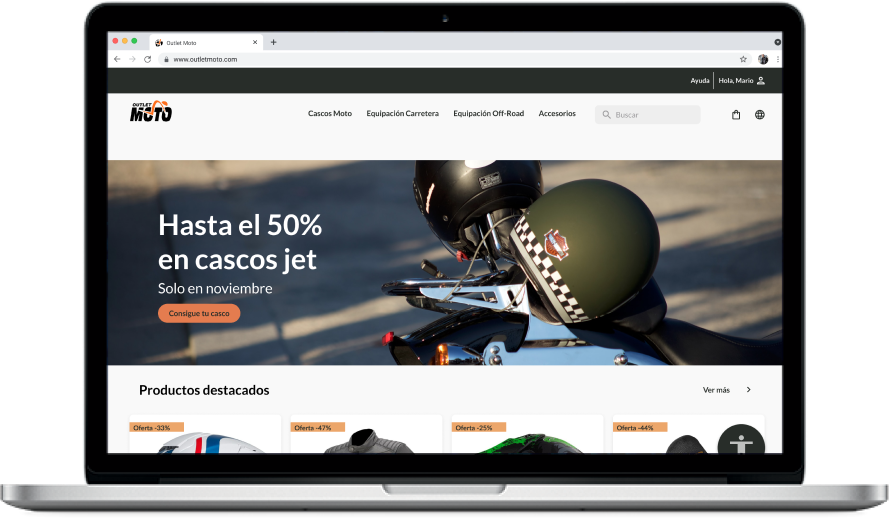 Outlet Moto
www.outletmoto.com
Ayuda
Hola, Mario
OUTLET
MOTO
Cascos Moto
Equipación Carretera
Equipación Off-Road
Accesorios
Buscar
Hasta el 50%
en cascos jet
Solo en noviembre
Consigue tu casco
Productos destacados
Ver más
Oferta -33%
Oferta -47%
Oferta -25%
Oferta -44%